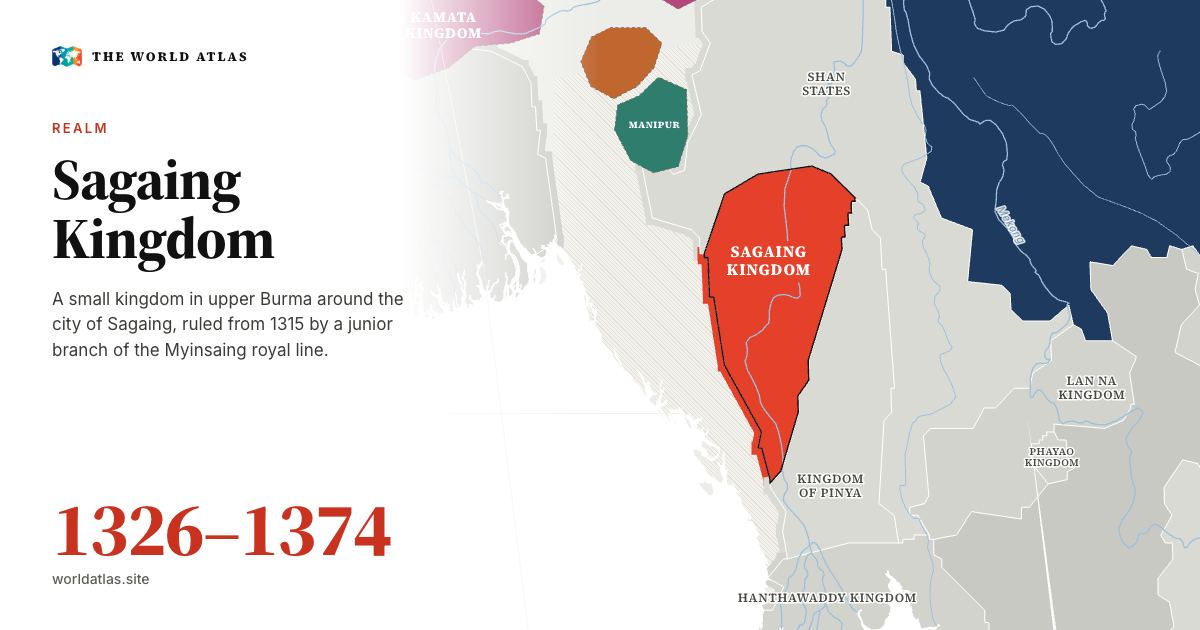 THE WORLD ATLAS
REALM
Sagaing
Kingdom
A small kingdom in upper Burma around the
city of Sagaing, ruled from 1315 by a junior
branch of the Myinsaing royal line.
1326–1374
worldatlas.site
KAMATA
KINGDOM
MANIPUR
SHAN
STATES
Mekong
SAGAING
KINGDOM
LAN NA
KINGDOM
PHAYAO
KINGDOM
KINGDOM
OF PINYA
HANTHAWADDY KINGDOM